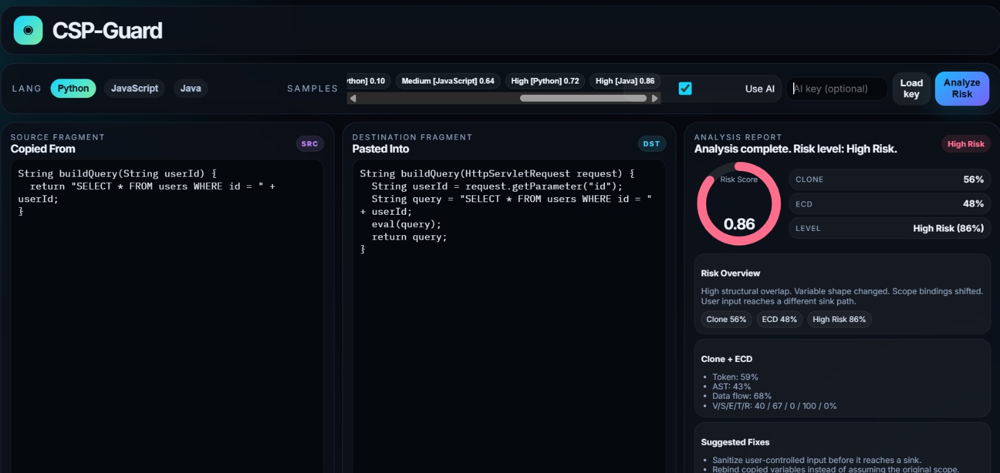 CSP-Guard
LANG Python JavaScript Java SAMPLES ython] 0.10 Medium [JavaScript] 0.64 High [Python] 0.72 High [Java] 0.86 Use AI AI key (optional) Load key Analyze Risk
SOURCE FRAGMENT
Copied From
SRC
String buildQuery(String userId) {
  return "SELECT * FROM users WHERE id = " +
userId;
}
DESTINATION FRAGMENT
Pasted Into
DST
String buildQuery(HttpServletRequest request) {
  String userId = request.getParameter("id");
  String query = "SELECT * FROM users WHERE id = "
+ userId;
  eval(query);
  return query;
}
ANALYSIS REPORT
Analysis complete. Risk level: High Risk.
High Risk
Risk Score
0.86
CLONE 56%
ECD 48%
LEVEL High Risk (86%)
Risk Overview
High structural overlap. Variable shape changed. Scope bindings shifted.
User input reaches a different sink path.
Clone 56% ECD 48% High Risk 86%
Clone + ECD
• Token: 59%
• AST: 43%
• Data flow: 68%
• V/S/E/T/R: 40 / 67 / 0 / 100 / 0%
Suggested Fixes
• Sanitize user-controlled input before it reaches a sink.
• Rebind copied variables instead of assuming the original scope.